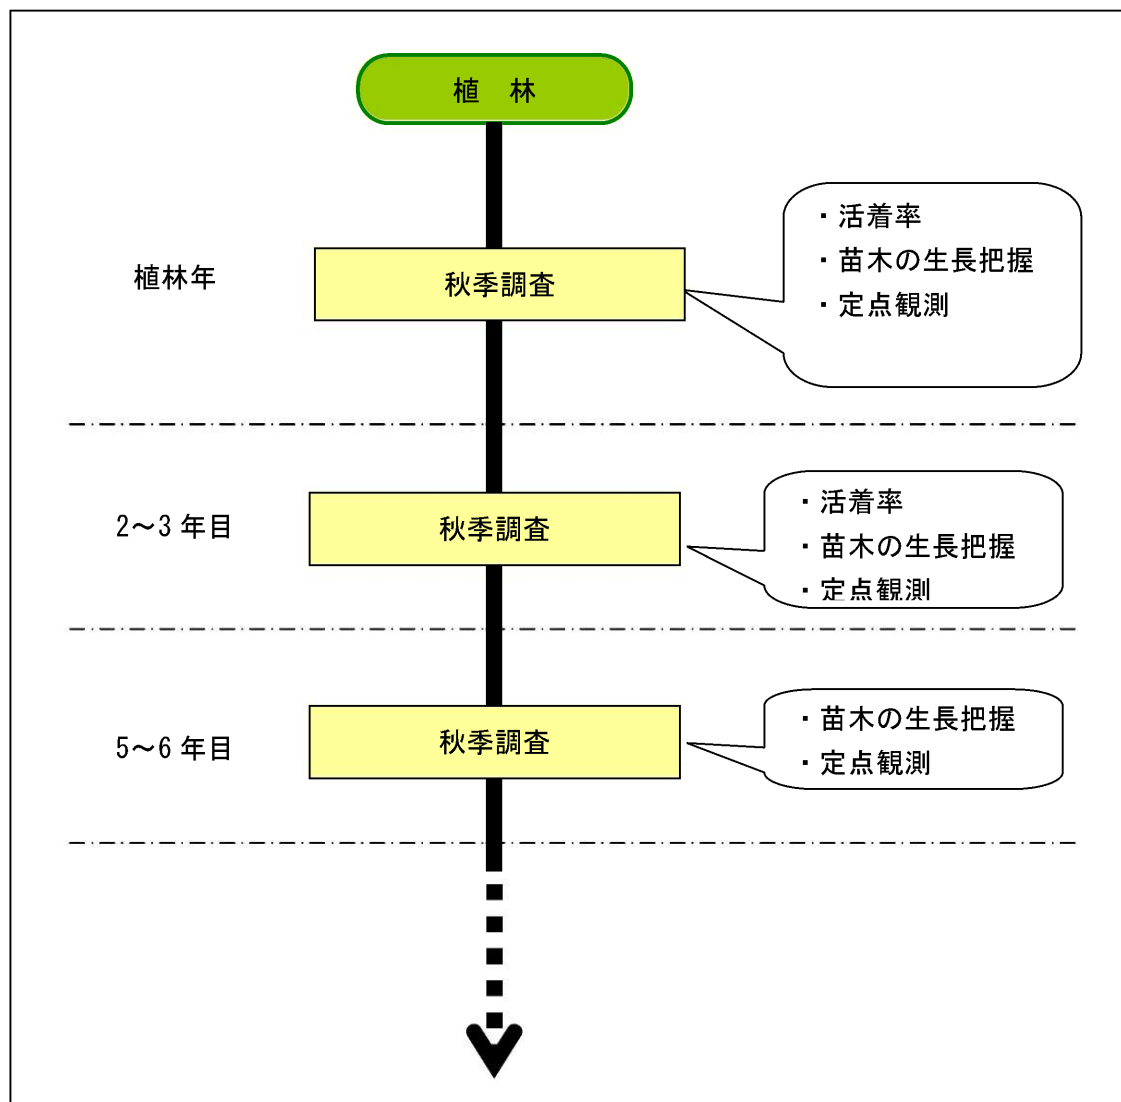 植　林
植林年
秋季調査
・活着率
・苗木の生長把握
・定点観測
2～3 年目
秋季調査
・活着率
・苗木の生長把握
・定点観測
5～6 年目
秋季調査
・苗木の生長把握
・定点観測